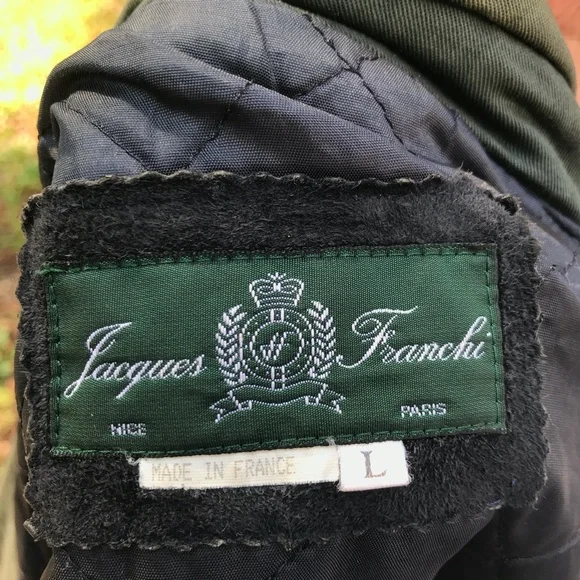 Jacques Franchi
NICE PARIS
MADE IN FRANCE L